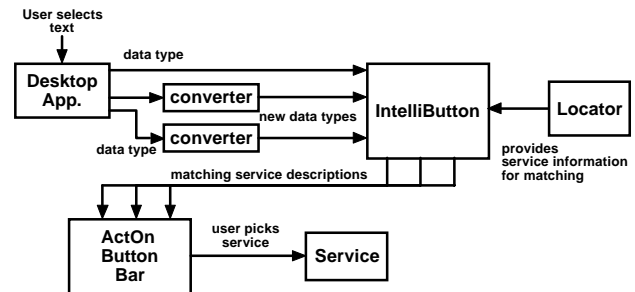 User selects
text
data type
Desktop
App.
converter
IntelliButton
Locator
new data types
converter
data type
provides
service information
for matching
matching service descriptions
ActOn
Button
Bar
user picks
service
Service